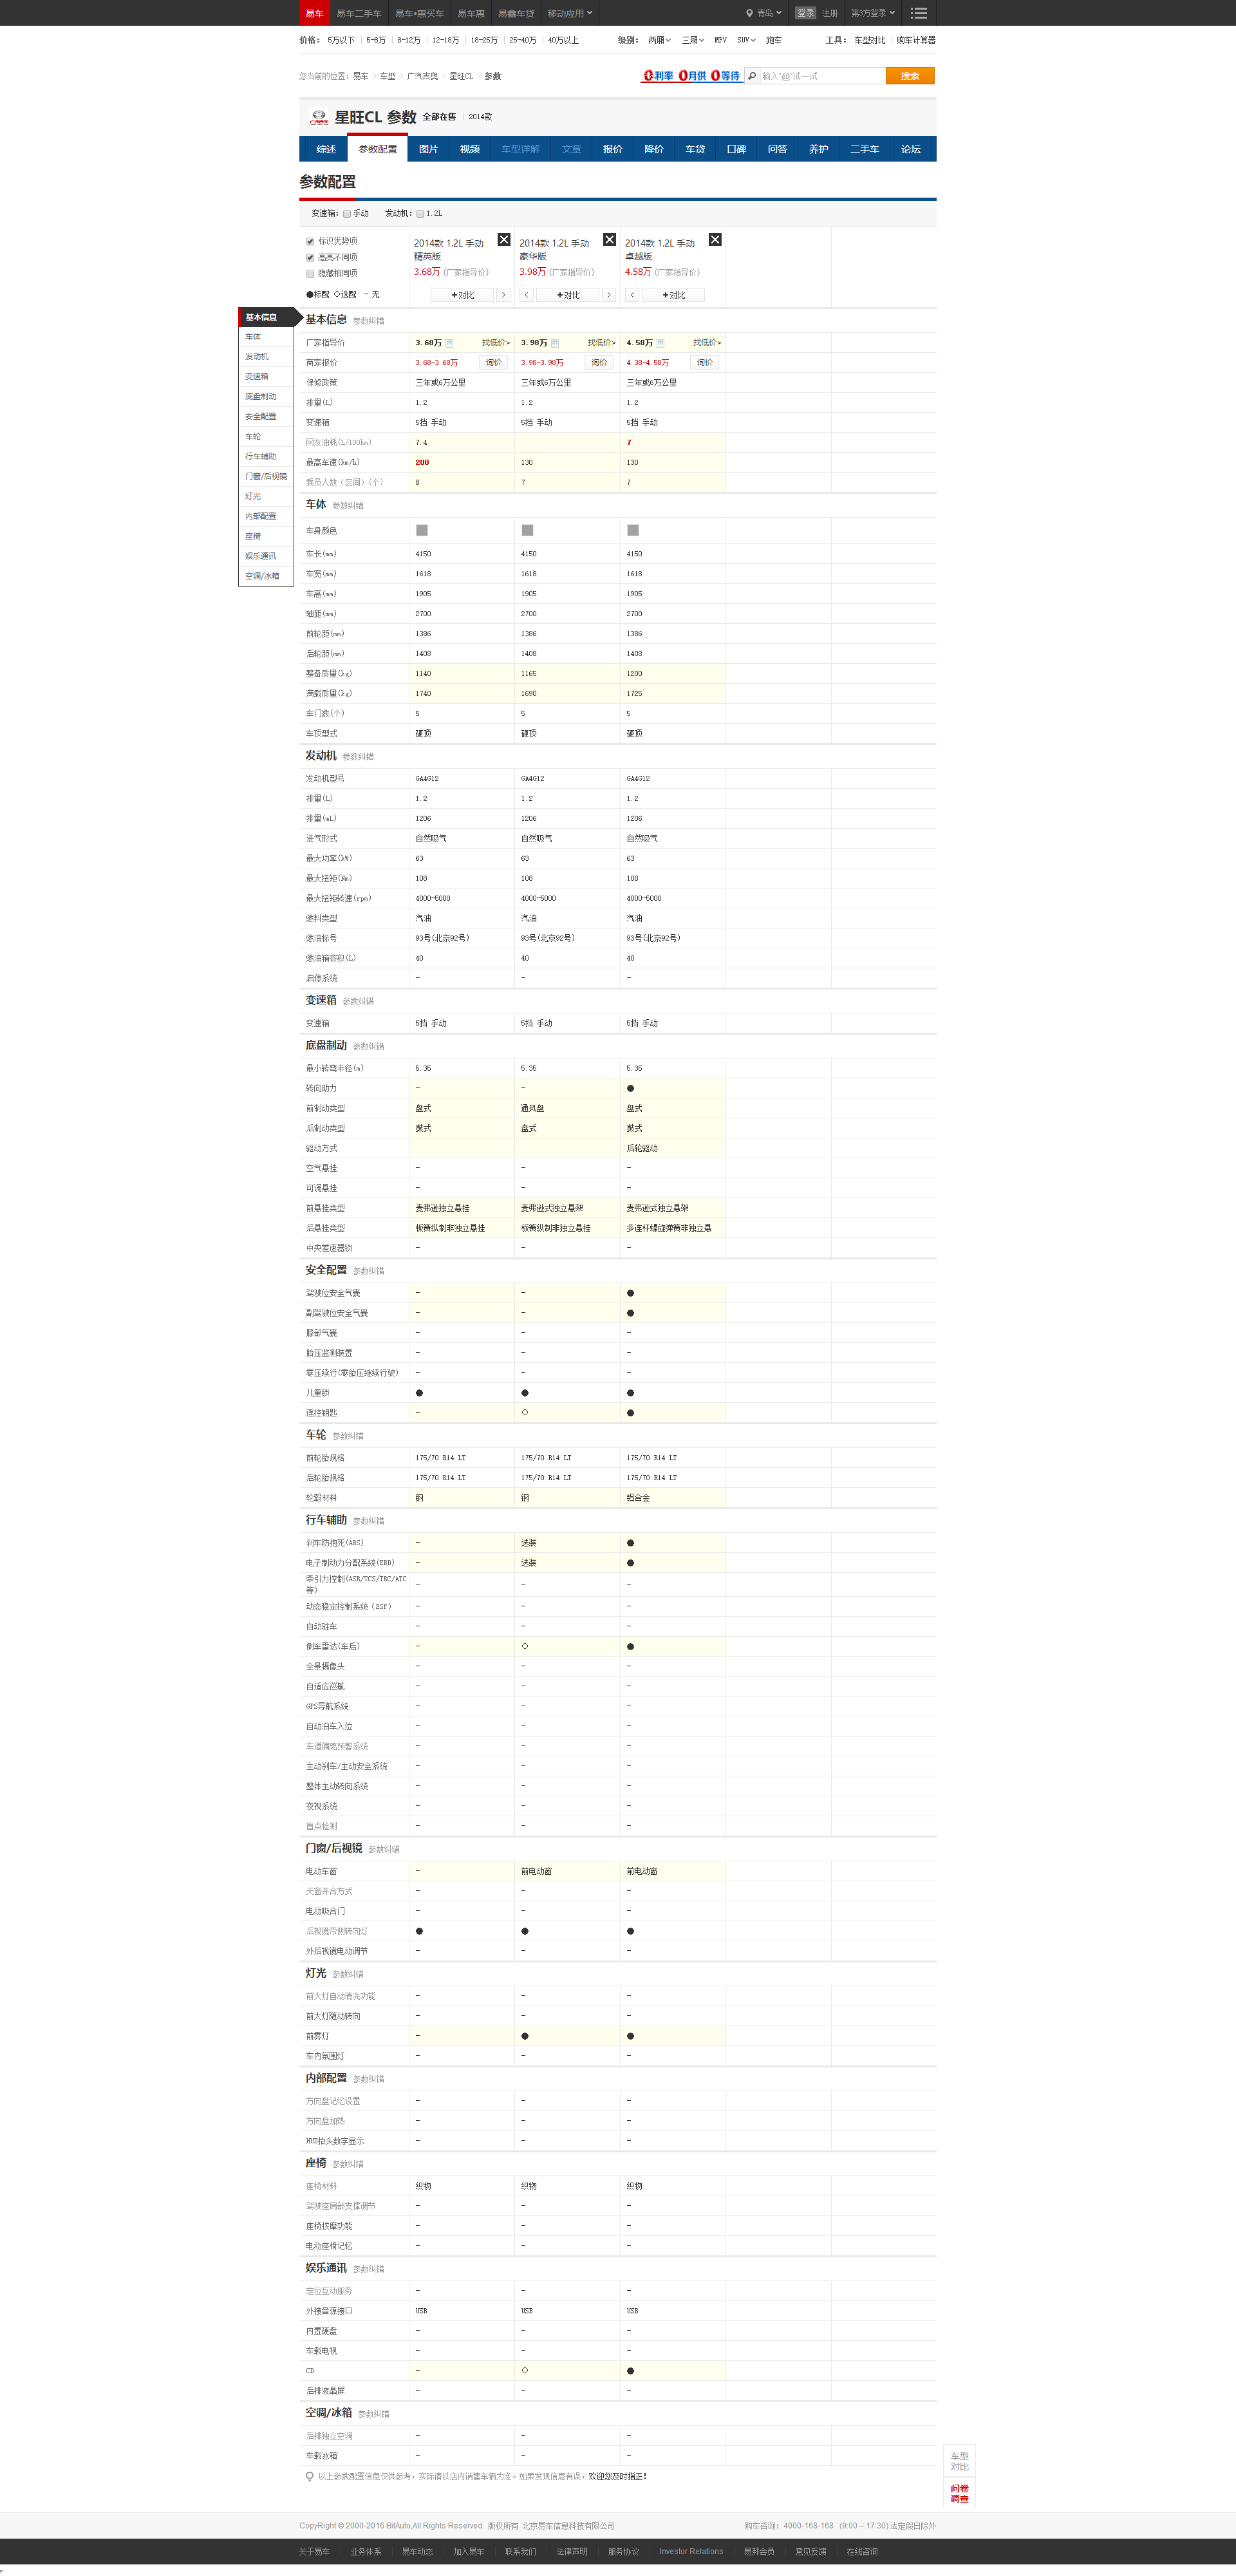 易车 易车二手车 易车•惠买车 易车惠 易鑫车贷 移动应用 青岛 登录 注册 第3方登录
价格： 5万以下 5-8万 8-12万 12-18万 18-25万 25-40万 40万以上 级别： 两厢 三厢 MPV SUV 跑车 工具： 车型对比 购车计算器
您当前的位置：易车 > 车型 > 广汽吉奥 > 星旺CL > 参数 0利率 0月供 0等待 输入“@”试一试 搜索
星旺CL 参数 全部在售 2014款
综述 参数配置 图片 视频 车型详解 文章 报价 降价 车贷 口碑 问答 养护 二手车 论坛
参数配置
变速箱： 手动 发动机： 1.2L
标识优势项
高亮不同项
隐藏相同项
●标配 ○选配 - 无
2014款 1.2L 手动 2014款 1.2L 手动 2014款 1.2L 手动
精英版 豪华版 卓越版
3.68万 (厂家指导价) 3.98万 (厂家指导价) 4.58万 (厂家指导价)
+对比 > < +对比 > < +对比
基本信息
车体
发动机
变速箱
底盘制动
安全配置
车轮
行车辅助
门窗/后视镜
灯光
内部配置
座椅
娱乐通讯
空调/冰箱
基本信息 参数纠错
厂家指导价 3.68万 找低价> 3.98万 找低价> 4.58万 找低价>
商家报价 3.68-3.68万 询价 3.98-3.98万 询价 4.38-4.58万 询价
保修政策 三年或6万公里 三年或6万公里 三年或6万公里
排量(L) 1.2 1.2 1.2
变速箱 5挡 手动 5挡 手动 5挡 手动
网友油耗(L/100km) 7.4 7
最高车速(km/h) 200 130 130
乘员人数（区间）(个) 8 7 7
车体 参数纠错
车身颜色
车长(mm) 4150 4150 4150
车宽(mm) 1618 1618 1618
车高(mm) 1905 1905 1905
轴距(mm) 2700 2700 2700
前轮距(mm) 1386 1386 1386
后轮距(mm) 1408 1408 1408
整备质量(kg) 1140 1165 1200
满载质量(kg) 1740 1690 1725
车门数(个) 5 5 5
车顶型式 硬顶 硬顶 硬顶
发动机 参数纠错
发动机型号 GA4G12 GA4G12 GA4G12
排量(L) 1.2 1.2 1.2
排量(mL) 1206 1206 1206
进气形式 自然吸气 自然吸气 自然吸气
最大功率(kW) 63 63 63
最大扭矩(Nm) 108 108 108
最大扭矩转速(rpm) 4000-5000 4000-5000 4000-5000
燃料类型 汽油 汽油 汽油
燃油标号 93号(北京92号) 93号(北京92号) 93号(北京92号)
燃油箱容积(L) 40 40 40
启停系统 - - -
变速箱 参数纠错
变速箱 5挡 手动 5挡 手动 5挡 手动
底盘制动 参数纠错
最小转弯半径(m) 5.35 5.35 5.35
转向助力 - - ●
前制动类型 盘式 通风盘 盘式
后制动类型 鼓式 盘式 鼓式
驱动方式 后轮驱动
空气悬挂 - - -
可调悬挂 - - -
前悬挂类型 麦弗逊独立悬挂 麦弗逊式独立悬架 麦弗逊式独立悬架
后悬挂类型 板簧纵制非独立悬挂 板簧纵制非独立悬挂 多连杆螺旋弹簧非独立悬
中央差速器锁 - - -
安全配置 参数纠错
驾驶位安全气囊 - - ●
副驾驶位安全气囊 - - ●
膝部气囊 - - -
胎压监测装置 - - -
零压续行(零胎压继续行驶) - - -
儿童锁 ● ● ●
遥控钥匙 - ○ ●
车轮 参数纠错
前轮胎规格 175/70 R14 LT 175/70 R14 LT 175/70 R14 LT
后轮胎规格 175/70 R14 LT 175/70 R14 LT 175/70 R14 LT
轮毂材料 钢 钢 铝合金
行车辅助 参数纠错
刹车防抱死(ABS) - 选装 ●
电子制动力分配系统(EBD) - 选装 ●
牵引力控制(ASR/TCS/TRC/ATC
等) - - -
动态稳定控制系统（ESP） - - -
自动驻车 - - -
倒车雷达(车后) - ○ ●
全景摄像头 - - -
自适应巡航 - - -
GPS导航系统 - - -
自动泊车入位 - - -
车道偏离预警系统 - - -
主动刹车/主动安全系统 - - -
整体主动转向系统 - - -
夜视系统 - - -
盲点检测 - - -
门窗/后视镜 参数纠错
电动车窗 - 前电动窗 前电动窗
天窗开合方式 - - -
电动吸合门 - - -
后视镜带侧转向灯 ● ● ●
外后视镜电动调节 - - -
灯光 参数纠错
前大灯自动清洗功能 - - -
前大灯随动转向 - - -
前雾灯 - ● ●
车内氛围灯 - - -
内部配置 参数纠错
方向盘记忆设置 - - -
方向盘加热 - - -
HUD抬头数字显示 - - -
座椅 参数纠错
座椅材料 织物 织物 织物
驾驶座肩部支撑调节 - - -
座椅按摩功能 - - -
电动座椅记忆 - - -
娱乐通讯 参数纠错
定位互动服务 - - -
外接音源接口 USB USB USB
内置硬盘 - - -
车载电视 - - -
CD - ○ ●
后排液晶屏 - - -
空调/冰箱 参数纠错
后排独立空调 - - -
车载冰箱 - - -
以上参数配置信息仅供参考，实际请以店内销售车辆为准。如果发现信息有误，欢迎您及时指正！
车型
对比
问卷
调查
CopyRight © 2000-2016 BitAuto,All Rights Reserved. 版权所有 北京易车信息科技有限公司 购车咨询：4000-168-168 (9:00 – 17:30) 法定假日除外
关于易车 业务体系 易车动态 加入易车 联系我们 法律声明 服务协议 Investor Relations 易湃会员 意见反馈 在线咨询